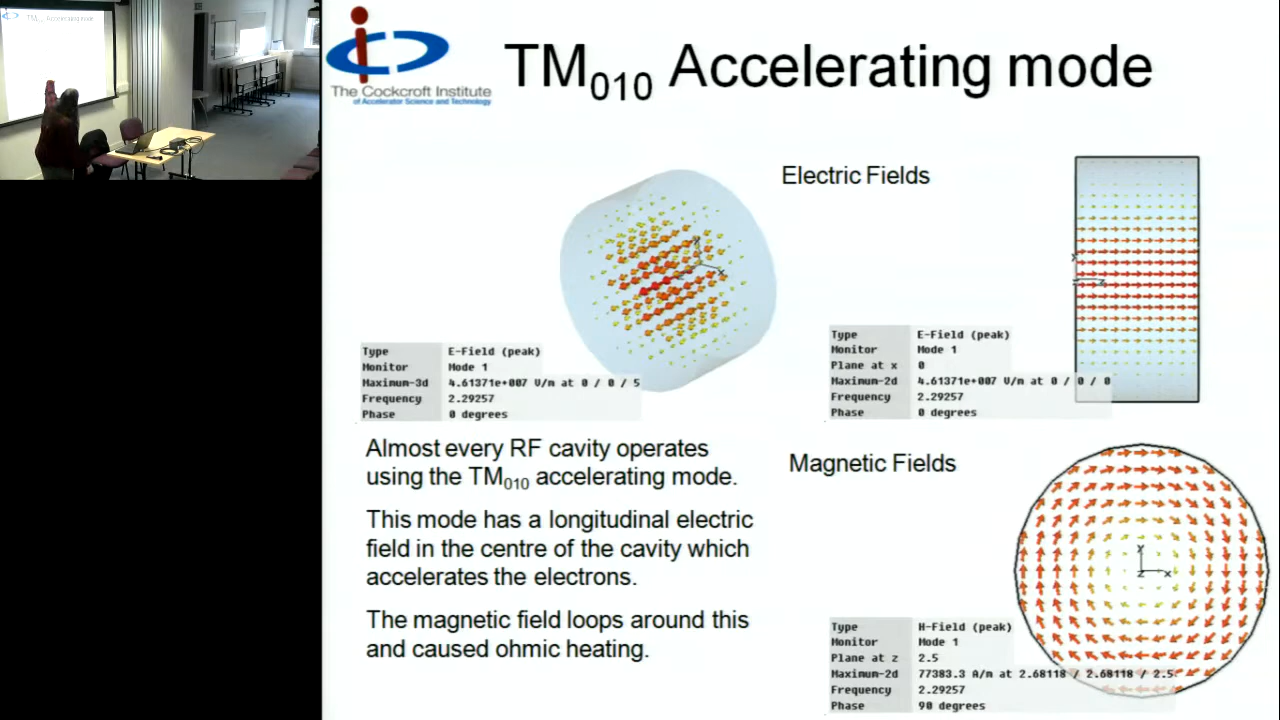 TM010 Accelerating mode
The Cockcroft Institute
of Accelerator Science and Technology
TM010 Accelerating mode
Electric Fields
Type E-Field (peak)
Monitor Mode 1
Maximum-3d 4.61371e+007 V/m at 0 / 0 / 5
Frequency 2.29257
Phase 0 degrees
Type E-Field (peak)
Monitor Mode 1
Plane at x 0
Maximum-2d 4.61371e+007 V/m at 0 / 0 / 0
Frequency 2.29257
Phase 0 degrees
Almost every RF cavity operates
using the TM010 accelerating mode.
This mode has a longitudinal electric
field in the centre of the cavity which
accelerates the electrons.
The magnetic field loops around this
and caused ohmic heating.
Magnetic Fields
y
z x
Type H-Field (peak)
Monitor Mode 1
Plane at z 2.5
Maximum-2d 77383.3 A/m at 2.68118 / 2.68118 / 2.5
Frequency 2.29257
Phase 90 degrees